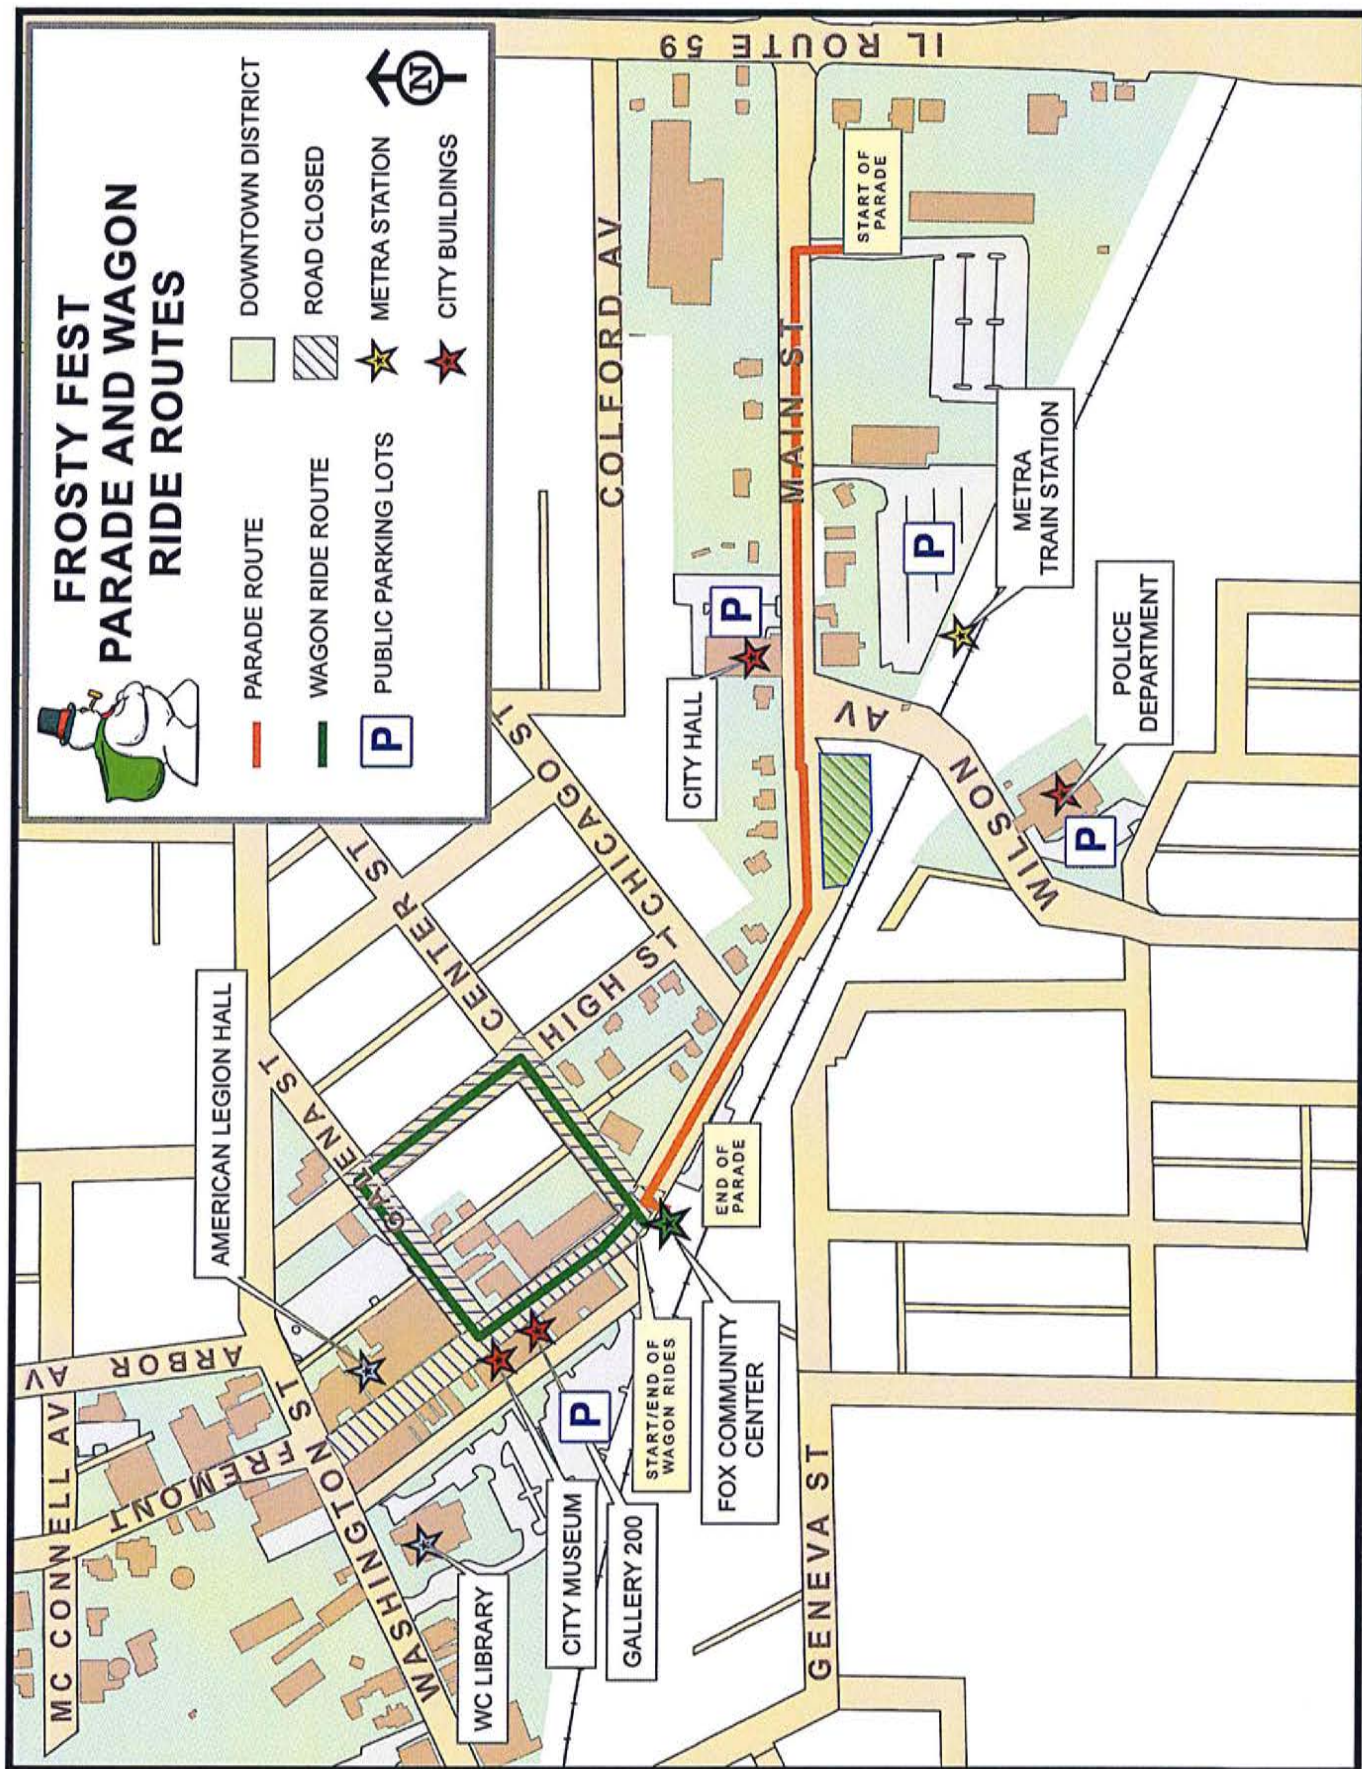 FROSTY FEST
PARADE AND WAGON
RIDE ROUTES
PARADE ROUTE
WAGON RIDE ROUTE
P PUBLIC PARKING LOTS
DOWNTOWN DISTRICT
ROAD CLOSED
METRA STATION
CITY BUILDINGS
N
MC CONNELL AV
ARBOR AV
FREMONT
WASHINGTON ST
AMERICAN LEGION HALL
GALENA ST
CENTER ST
HIGH ST
CHICAGO ST
COLFORD AV
IL ROUTE 59
WC LIBRARY
CITY MUSEUM
GALLERY 200
P
START/END OF
WAGON RIDES
FOX COMMUNITY
CENTER
END OF
PARADE
CITY HALL
P
MAIN ST
START OF
PARADE
P
METRA
TRAIN STATION
WILSON AV
POLICE
DEPARTMENT
P
GENEVA ST